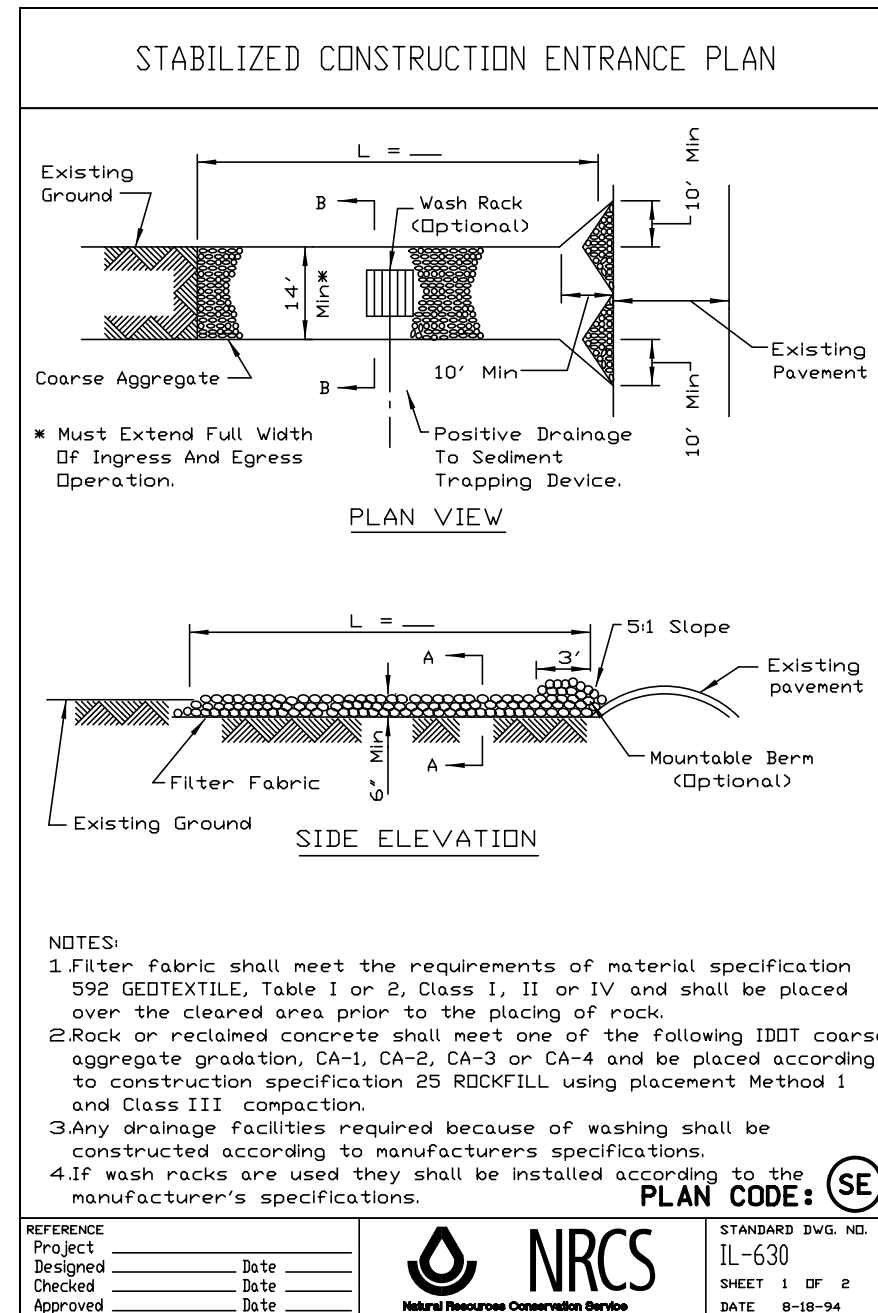 STABILIZED CONSTRUCTION ENTRANCE PLAN
L = ___
Existing
Ground
B
Wash Rack
(Optional)
10' Min
14'
Min*
Coarse Aggregate
B
10' Min
Existing
Pavement
10' Min
* Must Extend Full Width
Of Ingress And Egress
Operation.
Positive Drainage
To Sediment
Trapping Device.
PLAN VIEW
L = ___
5:1 Slope
A
3'
Existing
pavement
6" Min
A
Filter Fabric
Mountable Berm
(Optional)
Existing Ground
SIDE ELEVATION
NOTES:
1.Filter fabric shall meet the requirements of material specification
592 GEOTEXTILE, Table I or 2, Class I, II or IV and shall be placed
over the cleared area prior to the placing of rock.
2.Rock or reclaimed concrete shall meet one of the following IDOT coarse
aggregate gradation, CA-1, CA-2, CA-3 or CA-4 and be placed according
to construction specification 25 ROCKFILL using placement Method 1
and Class III compaction.
3.Any drainage facilities required because of washing shall be
constructed according to manufacturers specifications.
4.If wash racks are used they shall be installed according to the
manufacturer's specifications.
PLAN CODE: SE
REFERENCE
Project ___
Designed ___ Date ___
Checked ___ Date ___
Approved ___ Date ___
NRCS
Natural Resources Conservation Service
STANDARD DWG. NO.
IL-630
SHEET 1 OF 2
DATE 8-18-94